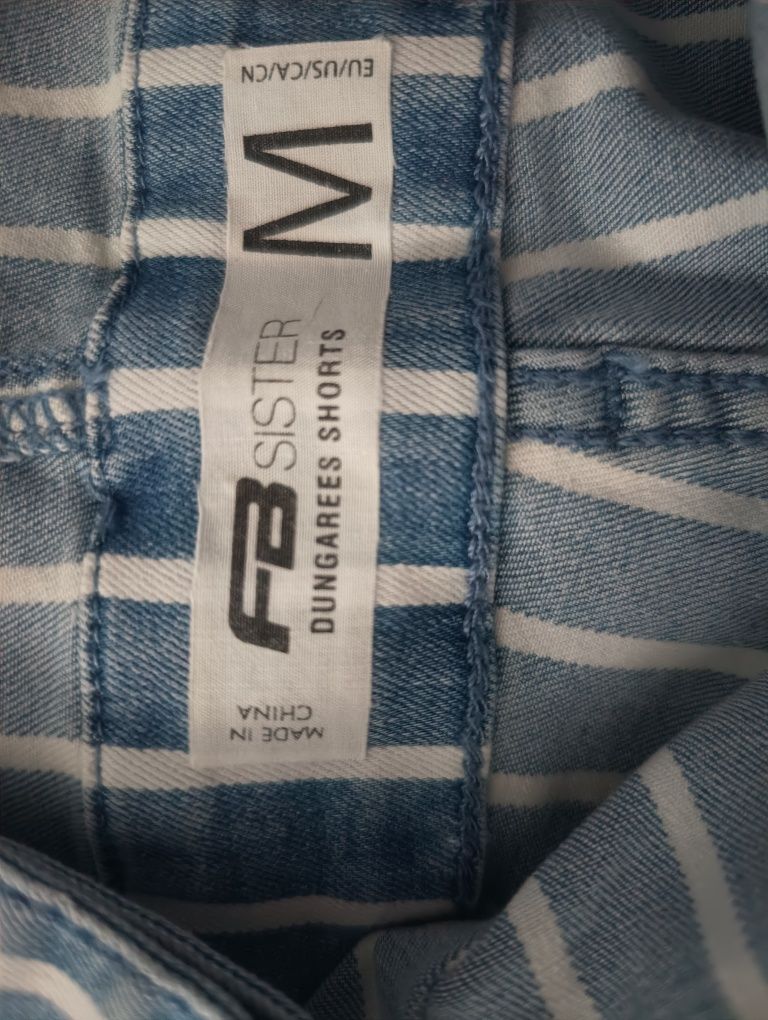 EU/US/CA/CN
M
FB SISTER
DUNGAREES SHORTS
MADE IN
CHINA